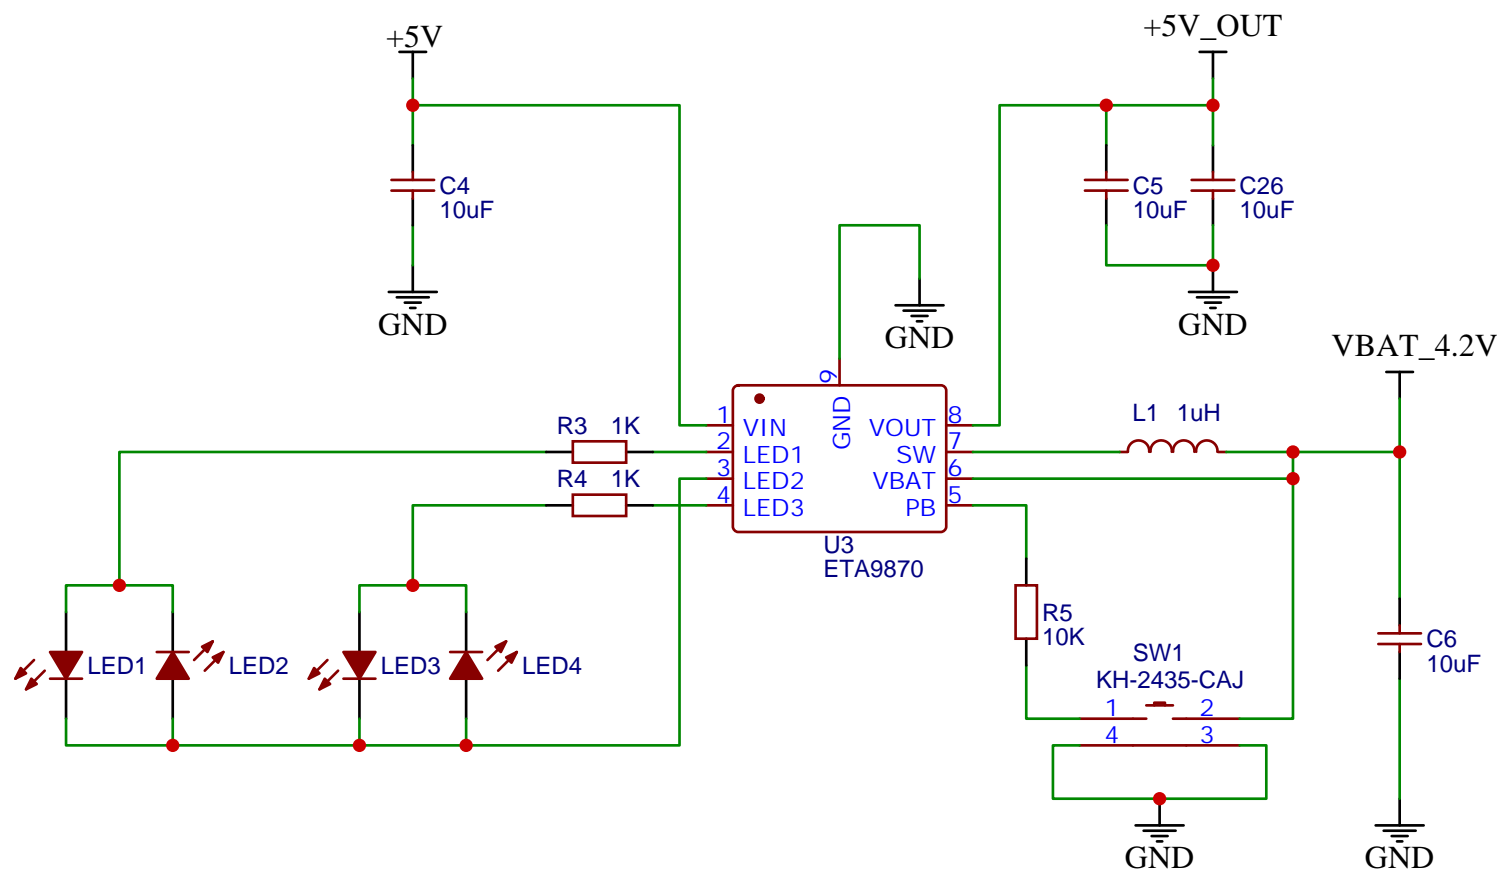 +5V
+5V_OUT
C4
10uF
C5
10uF
C26
10uF
GND
GND
GND
VBAT_4.2V
9
GND
R3 1K
R4 1K
1
VIN
2
LED1
3
LED2
4
LED3
8
VOUT
7
SW
6
VBAT
5
PB
L1 1uH
U3
ETA9870
R5
10K
LED1
LED2
LED3
LED4
SW1
KH-2435-CAJ
1
2
4
3
C6
10uF
GND
GND